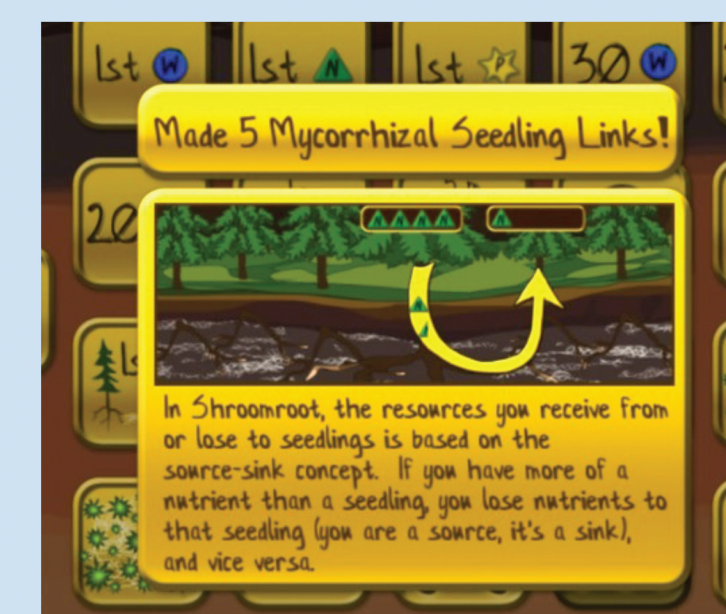 1st W
1st N
1st P
30 W
Made 5 Mycorrhizal Seedling Links!
20
N N N N
N
In Shroomroot, the resources you receive from
or lose to seedlings is based on the
source-sink concept. If you have more of a
nutrient than a seedling, you lose nutrients to
that seedling (you are a source, it's a sink),
and vice versa.